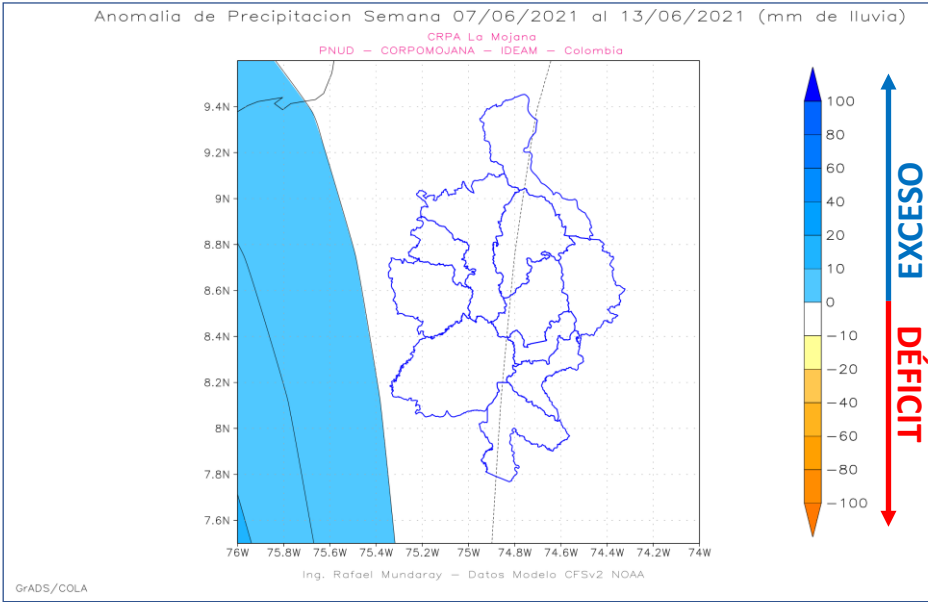 Anomalia de Precipitacion Semana 07/06/2021 al 13/06/2021 (mm de lluvia)
CRPA La Mojana
PNUD — CORPOMOJANA — IDEAM — Colombia
9.4N
9.2N
9N
8.8N
8.6N
8.4N
8.2N
8N
7.8N
7.6N
76W 75.8W 75.6W 75.4W 75.2W 75W 74.8W 74.6W 74.4W 74.2W 74W
100
80
60
40
20
10
0
−10
−20
−40
−60
−80
−100
EXCESO
DÉFICIT
Ing. Rafael Mundaray — Datos Modelo CFSv2 NOAA
GrADS/COLA